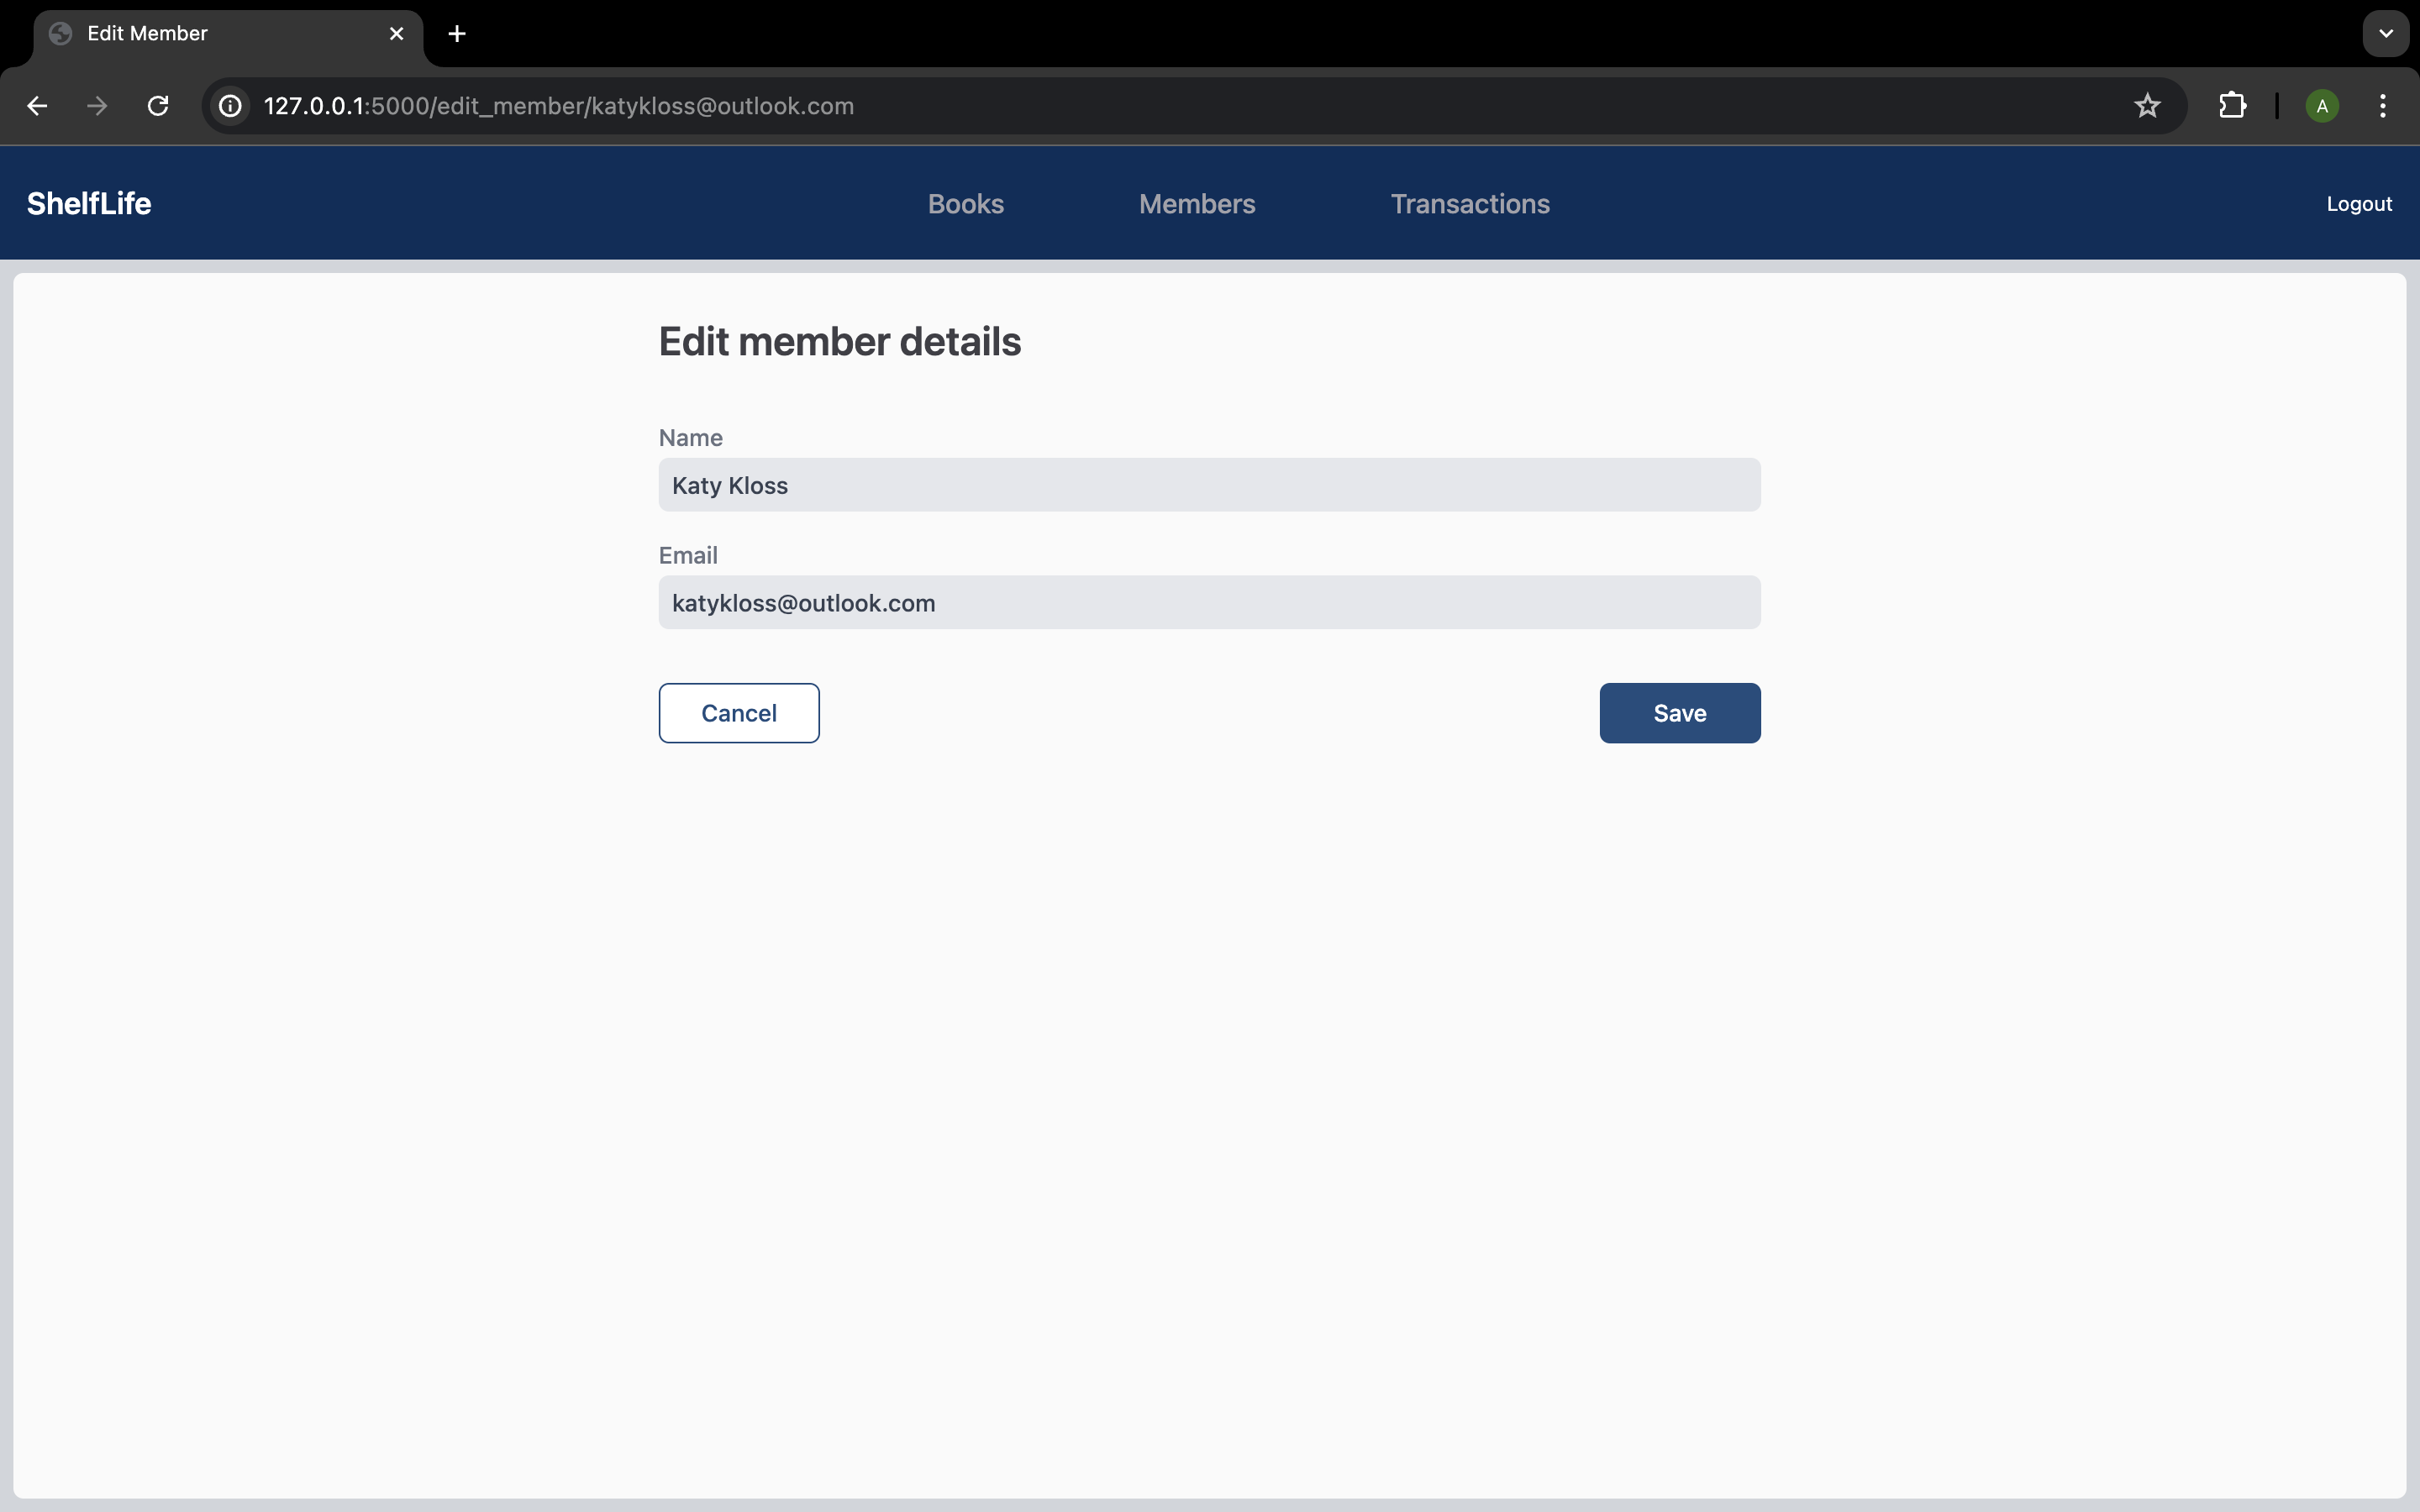 Edit Member
127.0.0.1:5000/edit_member/katykloss@outlook.com
A
ShelfLife
Books
Members
Transactions
Logout
Edit member details
Name
Katy Kloss
Email
katykloss@outlook.com
Cancel
Save